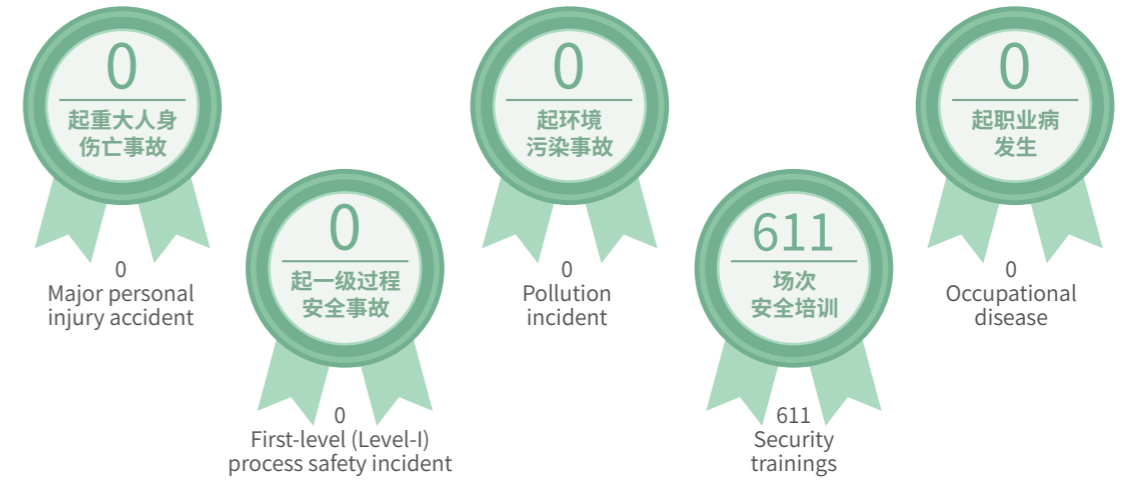 0
起重大人身
伤亡事故
0
Major personal
injury accident
0
起一级过程
安全事故
0
First-level (Level-I)
process safety incident
0
起环境
污染事故
0
Pollution
incident
611
场次
安全培训
611
Security
trainings
0
起职业病
发生
0
Occupational
disease